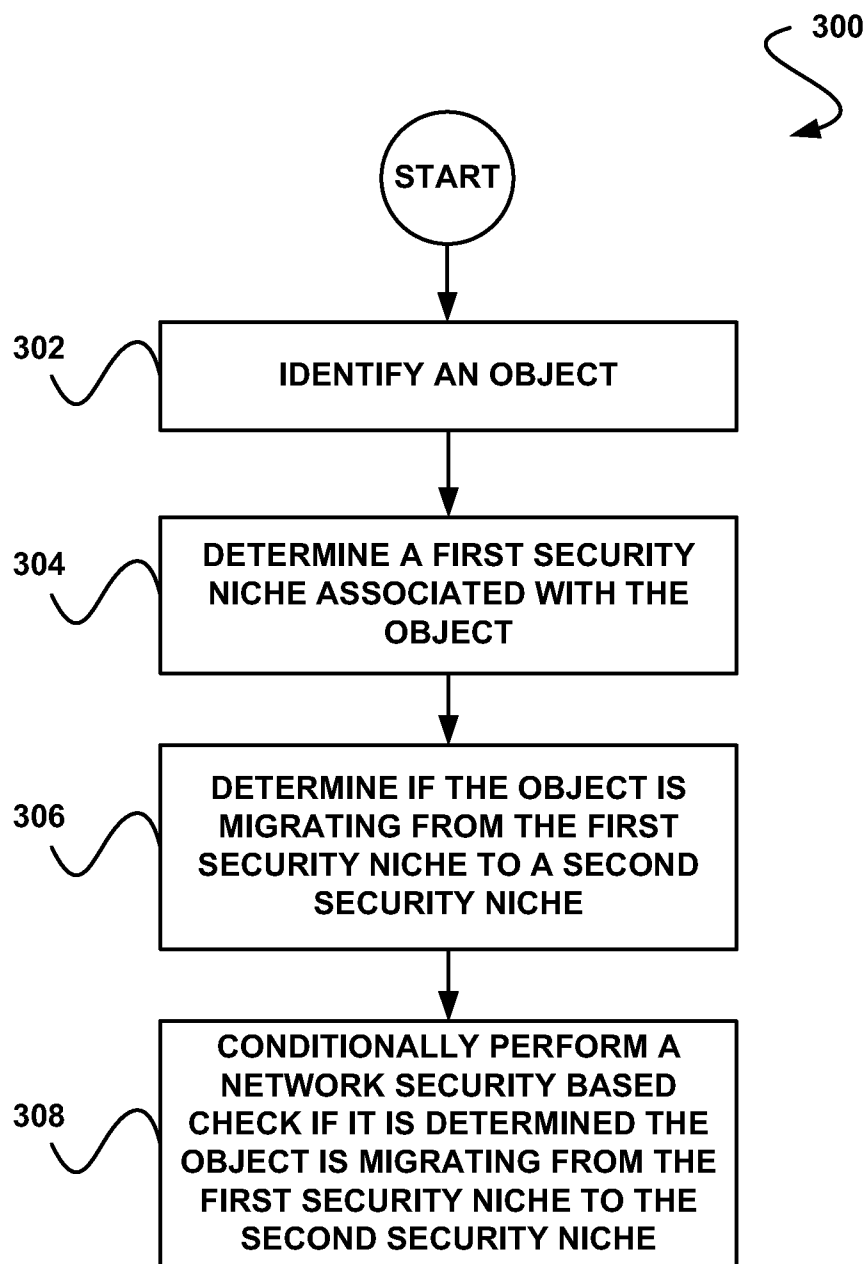 300
START
302
IDENTIFY AN OBJECT
304
DETERMINE A FIRST SECURITY
NICHE ASSOCIATED WITH THE
OBJECT
306
DETERMINE IF THE OBJECT IS
MIGRATING FROM THE FIRST
SECURITY NICHE TO A SECOND
SECURITY NICHE
308
CONDITIONALLY PERFORM A
NETWORK SECURITY BASED
CHECK IF IT IS DETERMINED THE
OBJECT IS MIGRATING FROM THE
FIRST SECURITY NICHE TO THE
SECOND SECURITY NICHE